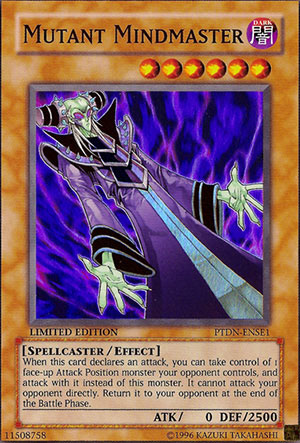 MUTANT MINDMASTER
DARK
闇
LIMITED EDITION PTDN-ENSE1
[SPELLCASTER / EFFECT]
When this card declares an attack, you can take control of 1
face-up Attack Position monster your opponent controls, and
attack with it instead of this monster. It cannot attack your
opponent directly. Return it to your opponent at the end of
the Battle Phase.
ATK/ 0 DEF/2500
11508758 ©1996 KAZUKI TAKAHASHI